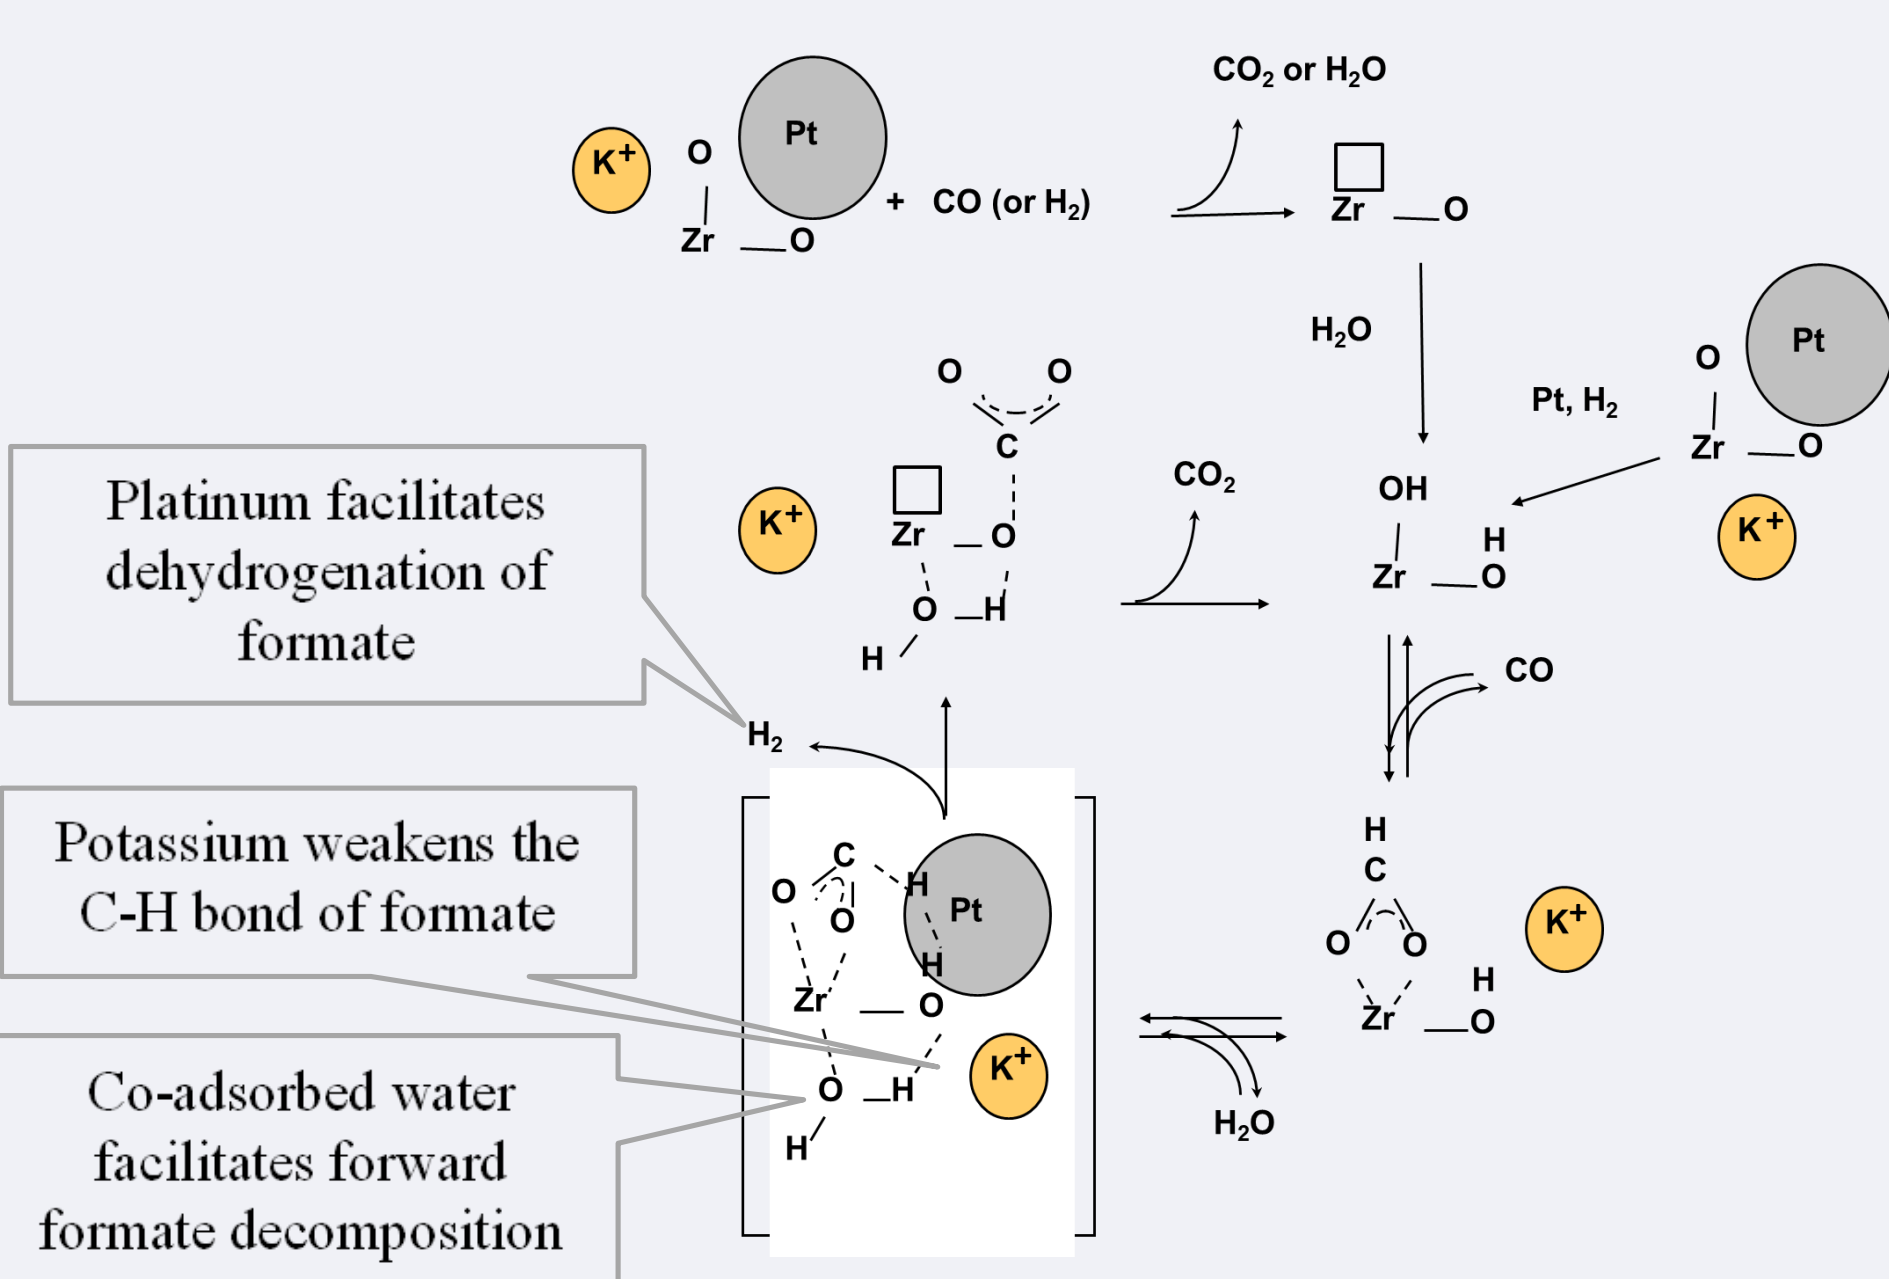 CO₂ or H₂O
K⁺
O
Pt
Zr
O
+ CO (or H₂)
Zr
O
H₂O
Pt, H₂
O
Pt
Zr
O
K⁺
O
O
C
K⁺
Zr
O
O
H
H
CO₂
OH
H
Zr
O
CO
Platinum facilitates
dehydrogenation of
formate
H₂
Potassium weakens the
C-H bond of formate
Co-adsorbed water
facilitates forward
formate decomposition
C
H
Pt
O
O
H
Zr
O
K⁺
O
H
H
H₂O
H
C
O
O
K⁺
H
Zr
O